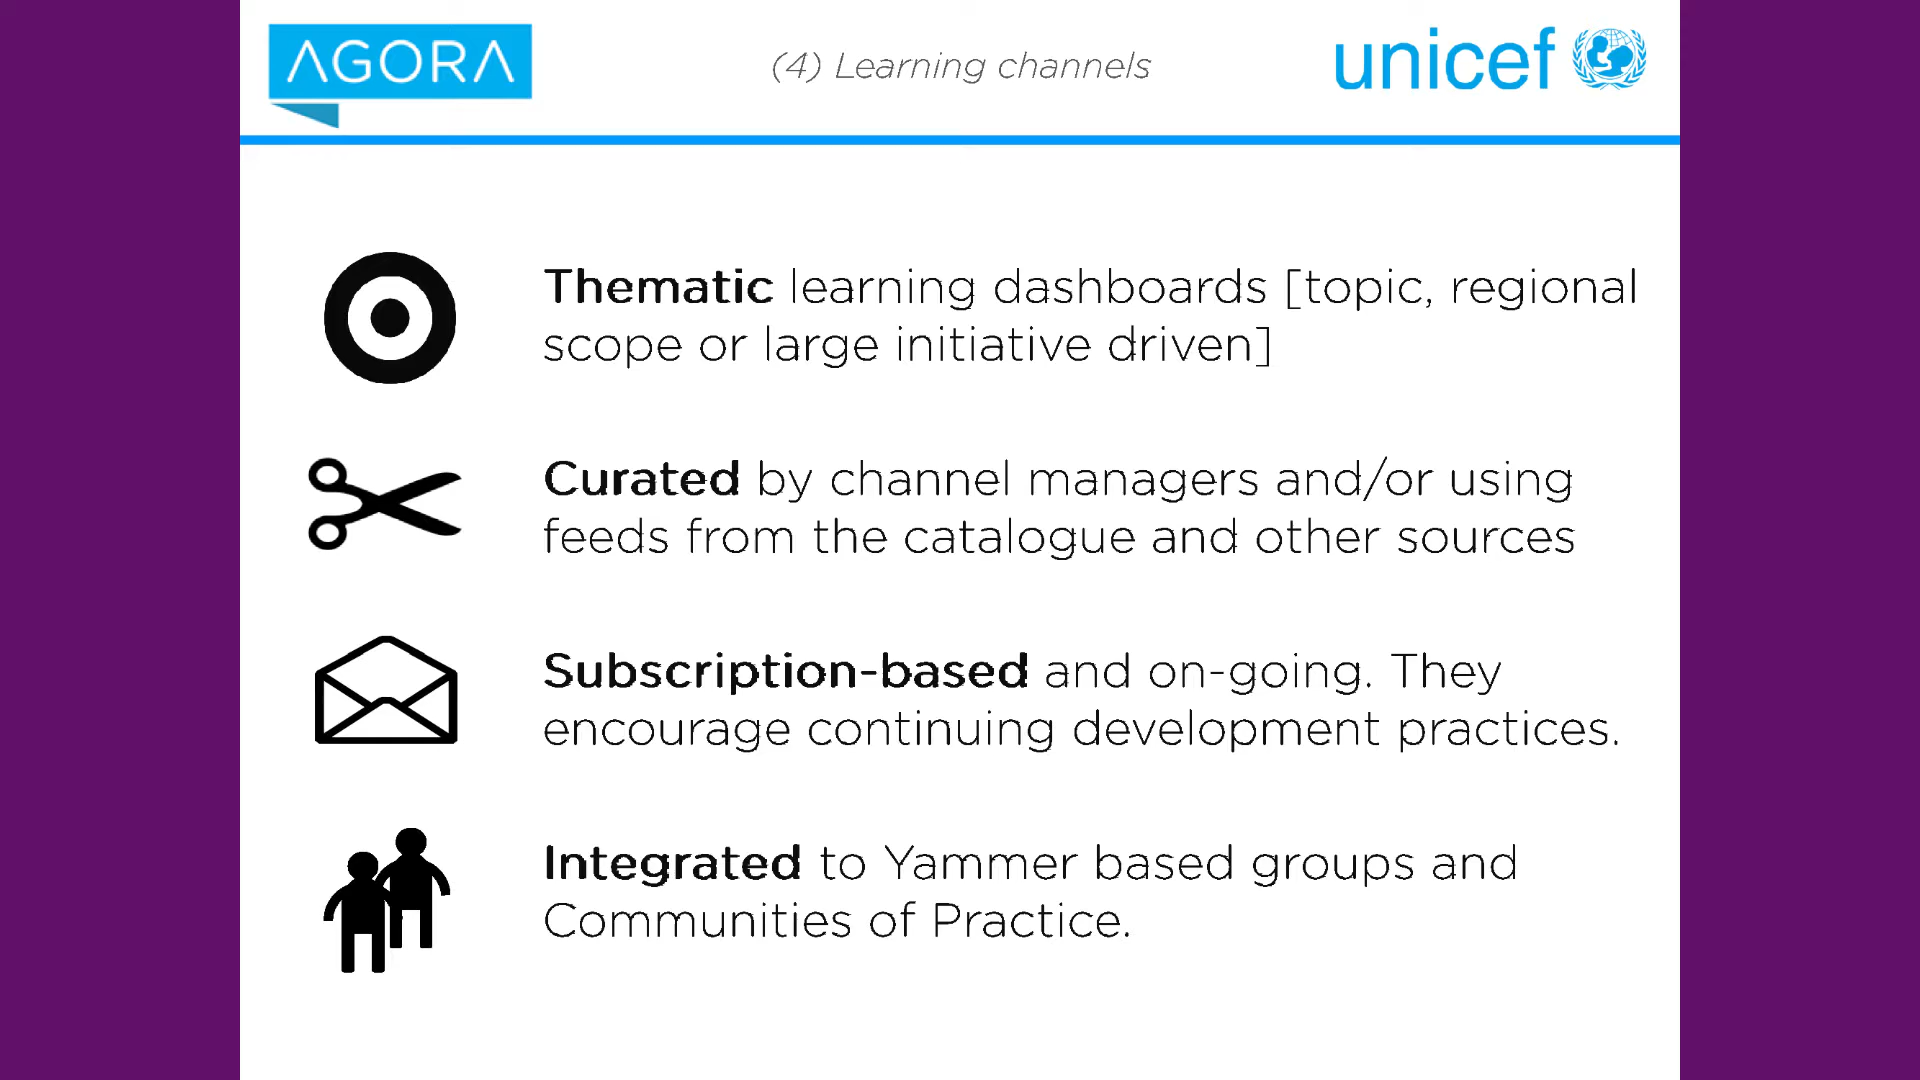 AGORA
(4) Learning channels
unicef
Thematic learning dashboards [topic, regional
scope or large initiative driven]
Curated by channel managers and/or using
feeds from the catalogue and other sources
Subscription-based and on-going. They
encourage continuing development practices.
Integrated to Yammer based groups and
Communities of Practice.